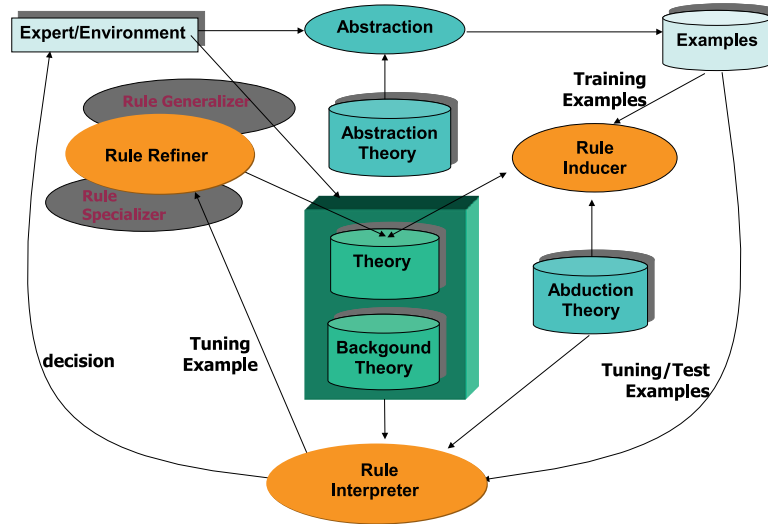 Expert/Environment
Abstraction
Examples
Training
Examples
Rule Generalizer
Abstraction
Theory
Rule Refiner
Rule
Inducer
Rule
Specializer
Theory
Abduction
Theory
Tuning
Example
Backgound
Theory
decision
Tuning/Test
Examples
Rule
Interpreter